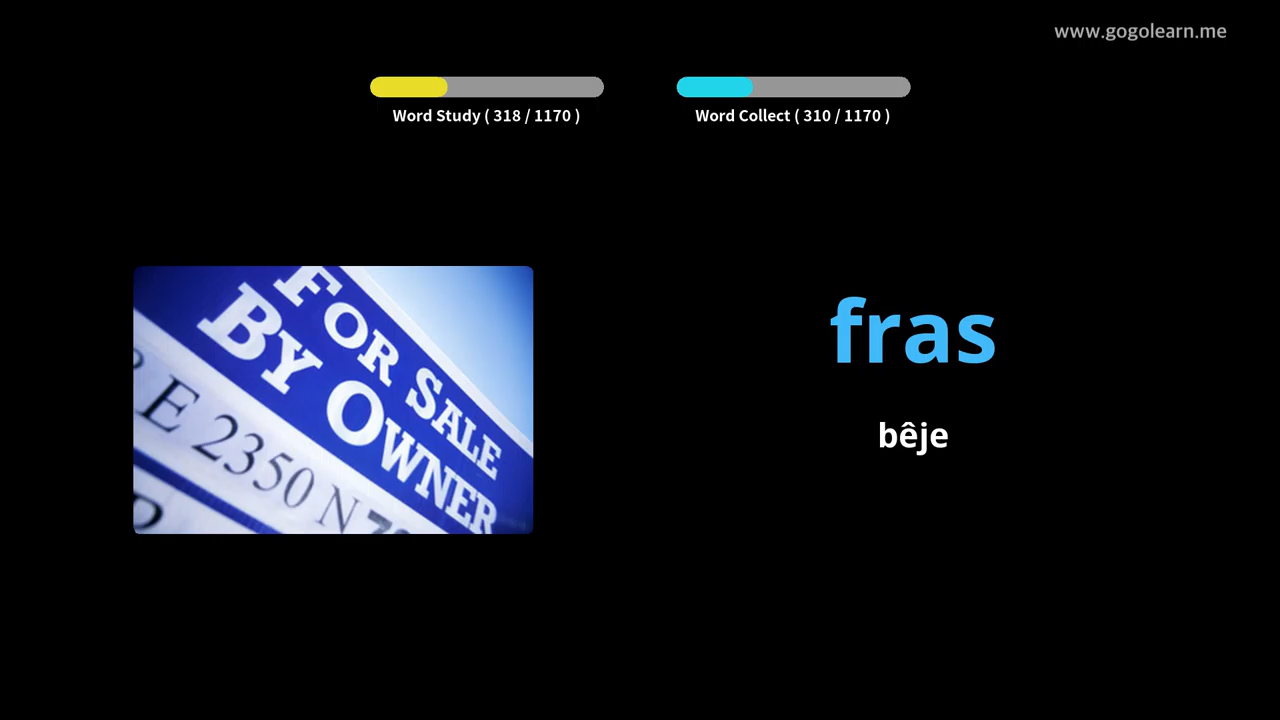 www.gogolearn.me
Word Study ( 318 / 1170 )
Word Collect ( 310 / 1170 )
FOR SALE
BY OWNER
E 2350 N
fras
bêje